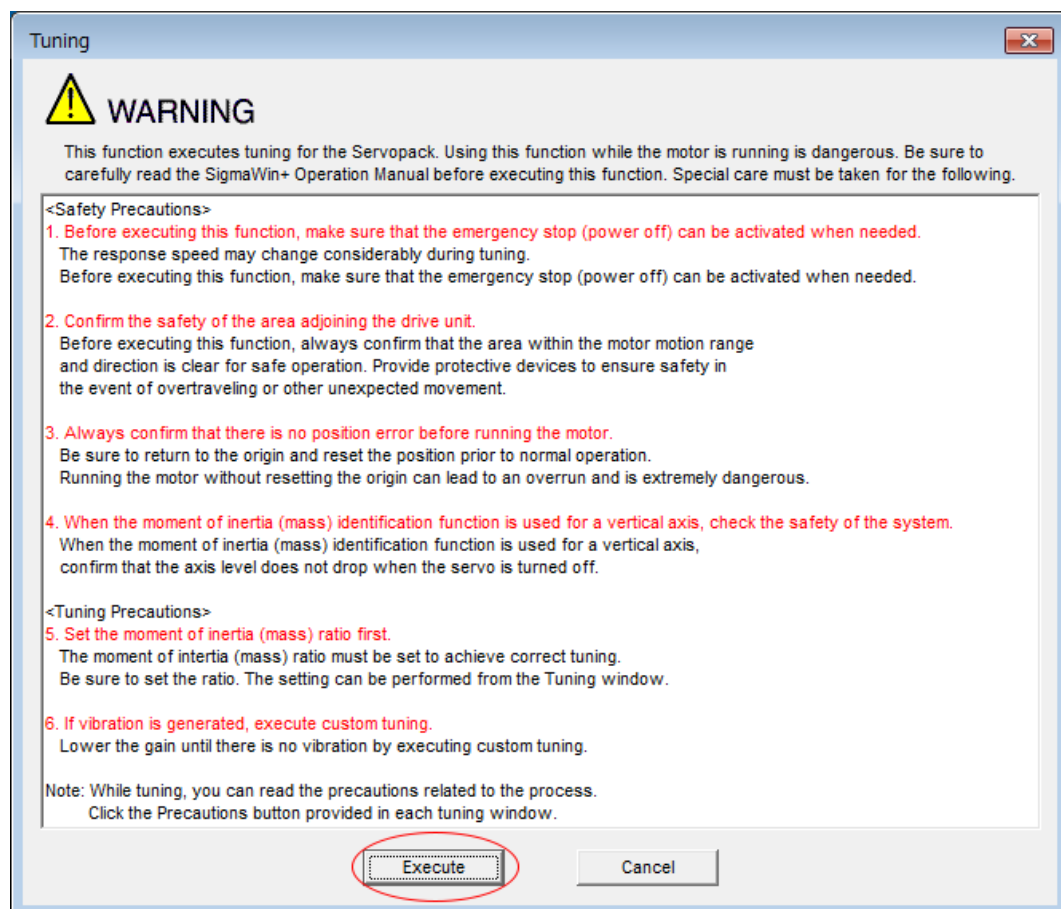 Tuning
WARNING
This function executes tuning for the Servopack. Using this function while the motor is running is dangerous. Be sure to
carefully read the SigmaWin+ Operation Manual before executing this function. Special care must be taken for the following.
<Safety Precautions>
1. Before executing this function, make sure that the emergency stop (power off) can be activated when needed.
The response speed may change considerably during tuning.
Before executing this function, make sure that the emergency stop (power off) can be activated when needed.
2. Confirm the safety of the area adjoining the drive unit.
Before executing this function, always confirm that the area within the motor motion range
and direction is clear for safe operation. Provide protective devices to ensure safety in
the event of overtraveling or other unexpected movement.
3. Always confirm that there is no position error before running the motor.
Be sure to return to the origin and reset the position prior to normal operation.
Running the motor without resetting the origin can lead to an overrun and is extremely dangerous.
4. When the moment of inertia (mass) identification function is used for a vertical axis, check the safety of the system.
When the moment of inertia (mass) identification function is used for a vertical axis,
confirm that the axis level does not drop when the servo is turned off.
<Tuning Precautions>
5. Set the moment of inertia (mass) ratio first.
The moment of intertia (mass) ratio must be set to achieve correct tuning.
Be sure to set the ratio. The setting can be performed from the Tuning window.
6. If vibration is generated, execute custom tuning.
Lower the gain until there is no vibration by executing custom tuning.
Note: While tuning, you can read the precautions related to the process.
Click the Precautions button provided in each tuning window.
Execute Cancel